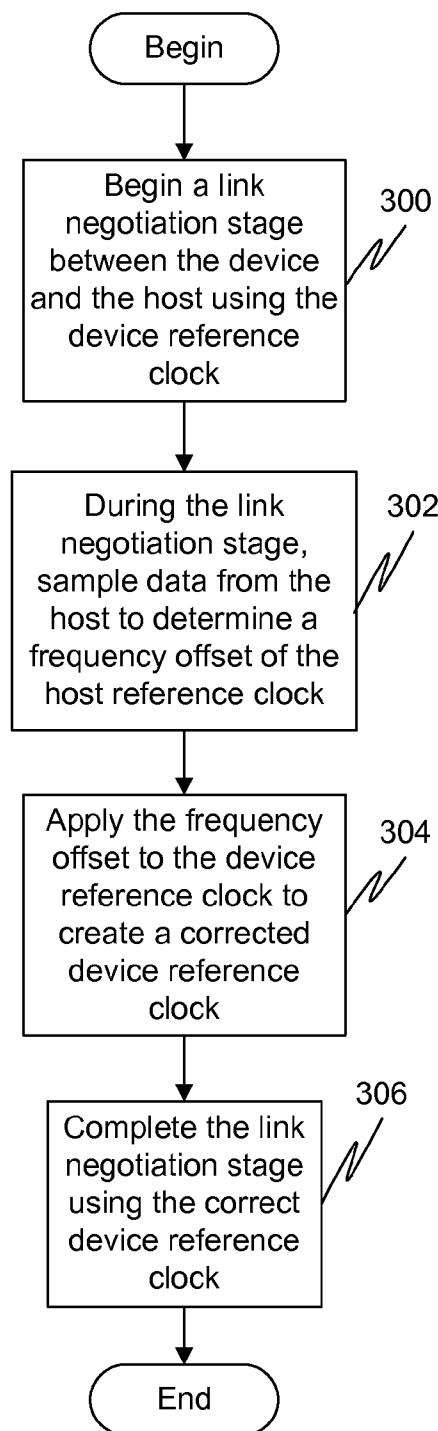 Begin
Begin a link
negotiation stage
between the device
and the host using the
device reference
clock
300
During the link
negotiation stage,
sample data from the
host to determine a
frequency offset of the
host reference clock
302
Apply the frequency
offset to the device
reference clock to
create a corrected
device reference
clock
304
Complete the link
negotiation stage
using the correct
device reference
clock
306
End